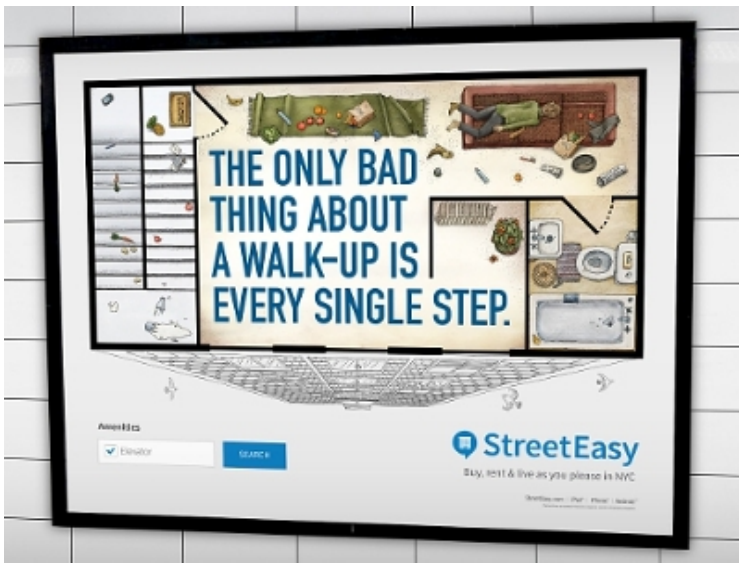 THE ONLY BAD
THING ABOUT
A WALK-UP IS
EVERY SINGLE STEP.
Amenities
Elevator
SEARCH
StreetEasy
Buy, rent & live as you please in NYC